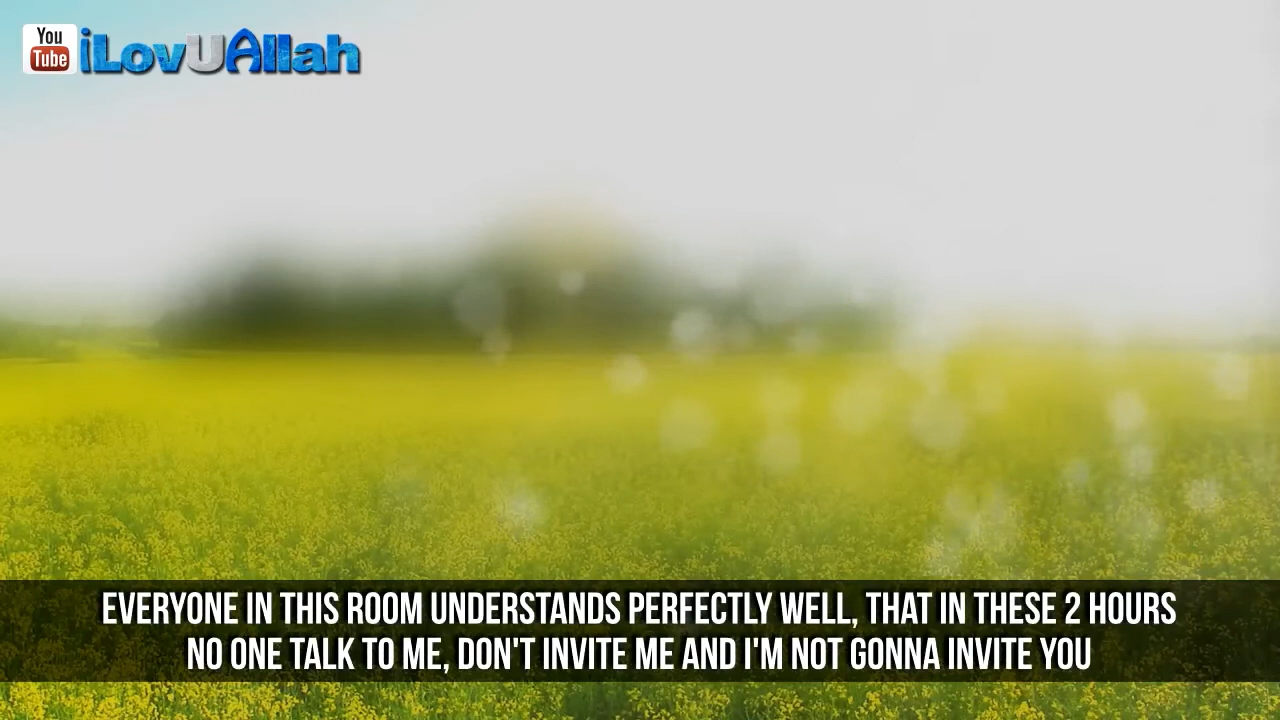 You
Tube
iLovUAllah
EVERYONE IN THIS ROOM UNDERSTANDS PERFECTLY WELL, THAT IN THESE 2 HOURS
NO ONE TALK TO ME, DON'T INVITE ME AND I'M NOT GONNA INVITE YOU